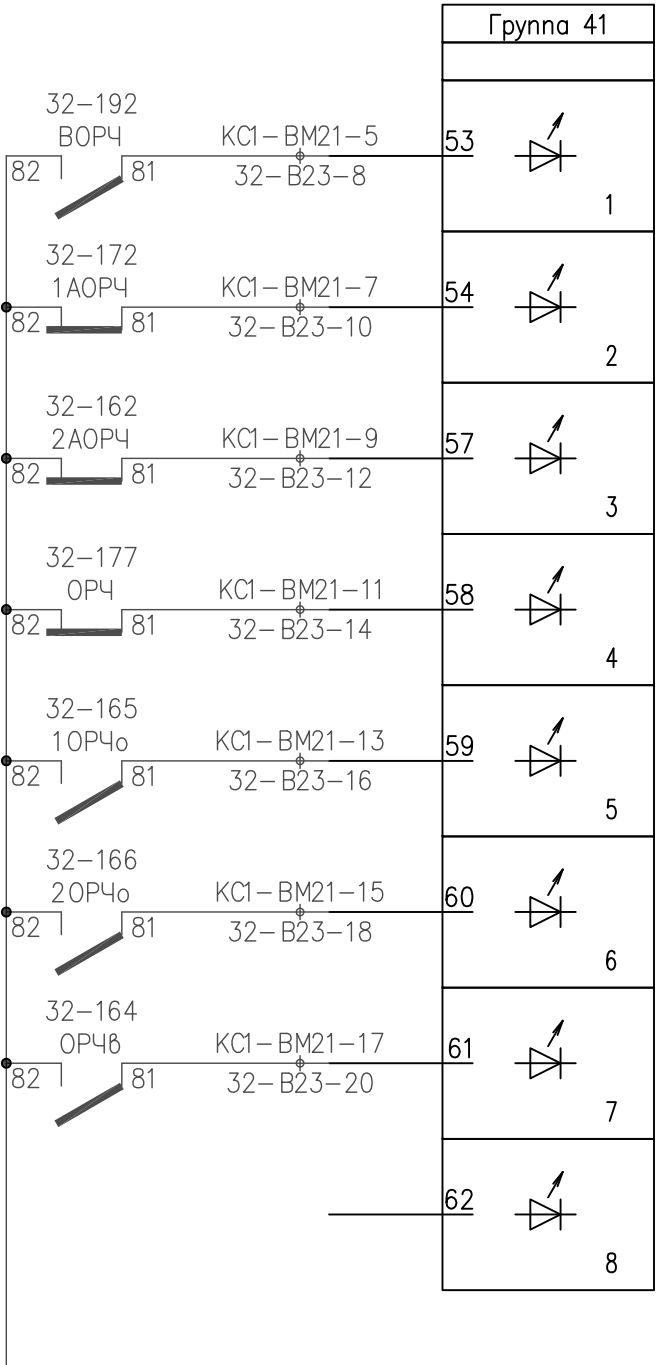 Группа 41
32-192
ВОРЧ
КС1-ВМ21-5
53
82
81
32-В23-8
1
32-172
1АОРЧ
КС1-ВМ21-7
54
82
81
32-В23-10
2
32-162
2АОРЧ
КС1-ВМ21-9
57
82
81
32-В23-12
3
32-177
ОРЧ
КС1-ВМ21-11
58
82
81
32-В23-14
4
32-165
1ОРЧо
КС1-ВМ21-13
59
82
81
32-В23-16
5
32-166
2ОРЧо
КС1-ВМ21-15
60
82
81
32-В23-18
6
32-164
ОРЧв
КС1-ВМ21-17
61
82
81
32-В23-20
7
62
8